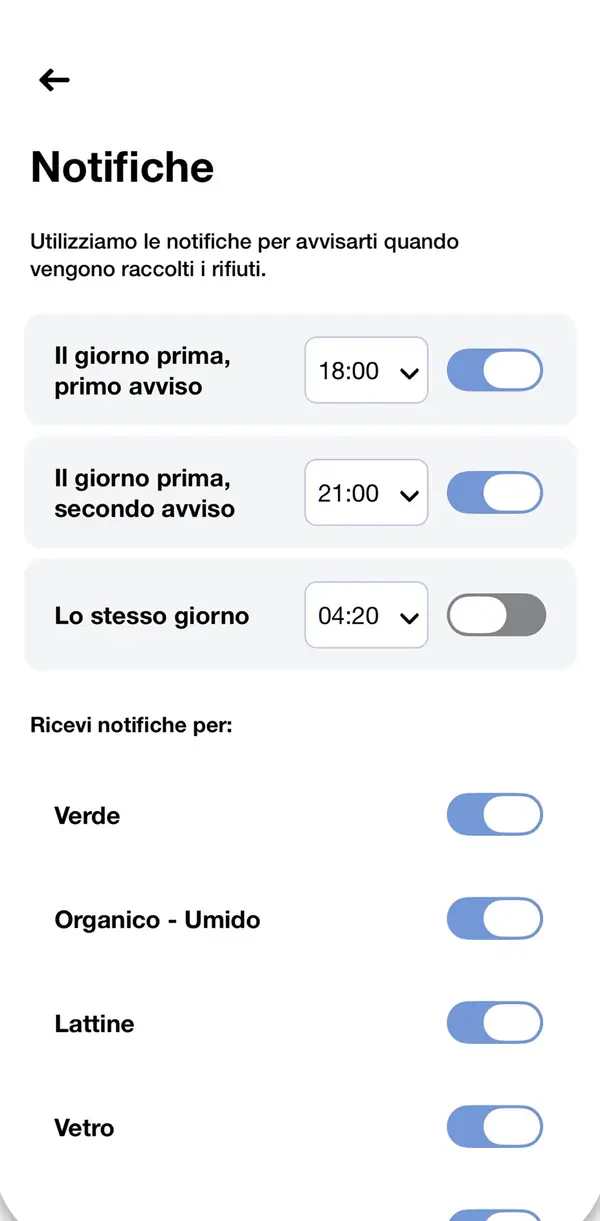 Notifiche
Utilizziamo le notifiche per avvisarti quando
vengono raccolti i rifiuti.
Il giorno prima,
primo avviso
18:00
Il giorno prima,
secondo avviso
21:00
Lo stesso giorno
04:20
Ricevi notifiche per:
Verde
Organico - Umido
Lattine
Vetro